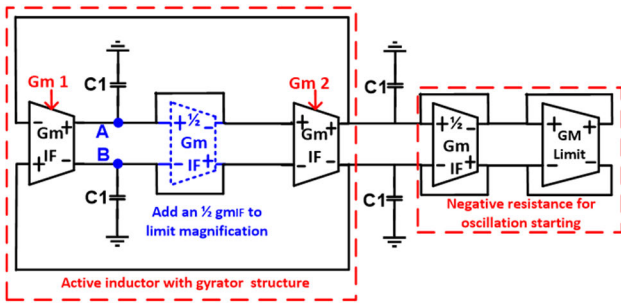 Gm 1
C1
Gm 2
C1
- Gm +
+ IF -
A
B
+ ½ -
Gm
- IF +
+ Gm +
- IF -
+ ½ -
Gm
- IF +
- GM +
+ Limit -
C1
C1
Add an ½ gmIF to
limit magnification
Negative resistance for
oscillation starting
Active inductor with gyrator structure